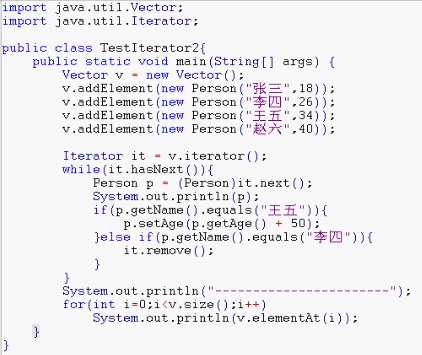 import java.util.Vector;
import java.util.Iterator;
public class TestIterator2{
public static void main(String[] args) {
Vector v = new Vector();
v.addElement(new Person("张三",18));
v.addElement(new Person("李四",26));
v.addElement(new Person("王五",34));
v.addElement(new Person("赵六",40));
Iterator it = v.iterator();
while(it.hasNext()){
Person p = (Person)it.next();
System.out.println(p);
if(p.getName().equals("王五")){
p.setAge(p.getAge() + 50);
}else if(p.getName().equals("李四")){
it.remove();
}
}
System.out.println("------------------------");
for(int i=0;i<v.size();i++)
System.out.println(v.elementAt(i));
}
}